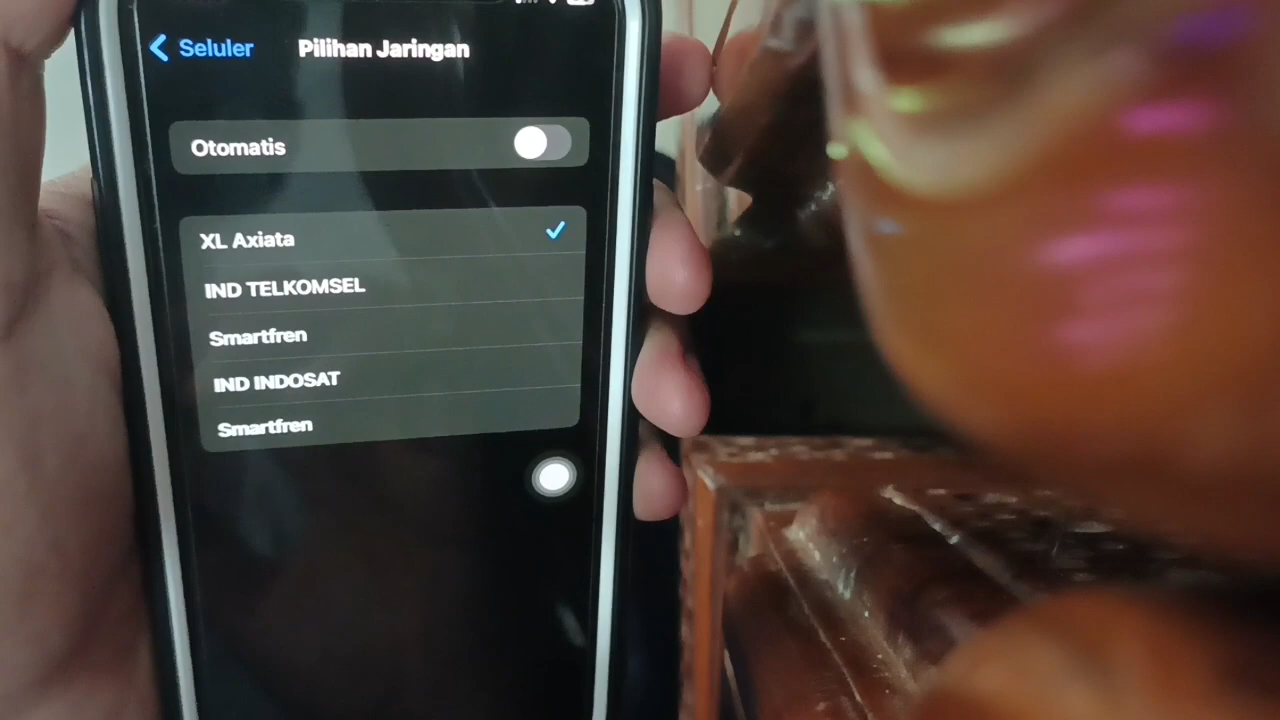 Seluler
Pilihan Jaringan
Otomatis
XL Axiata
IND TELKOMSEL
Smartfren
IND INDOSAT
Smartfren